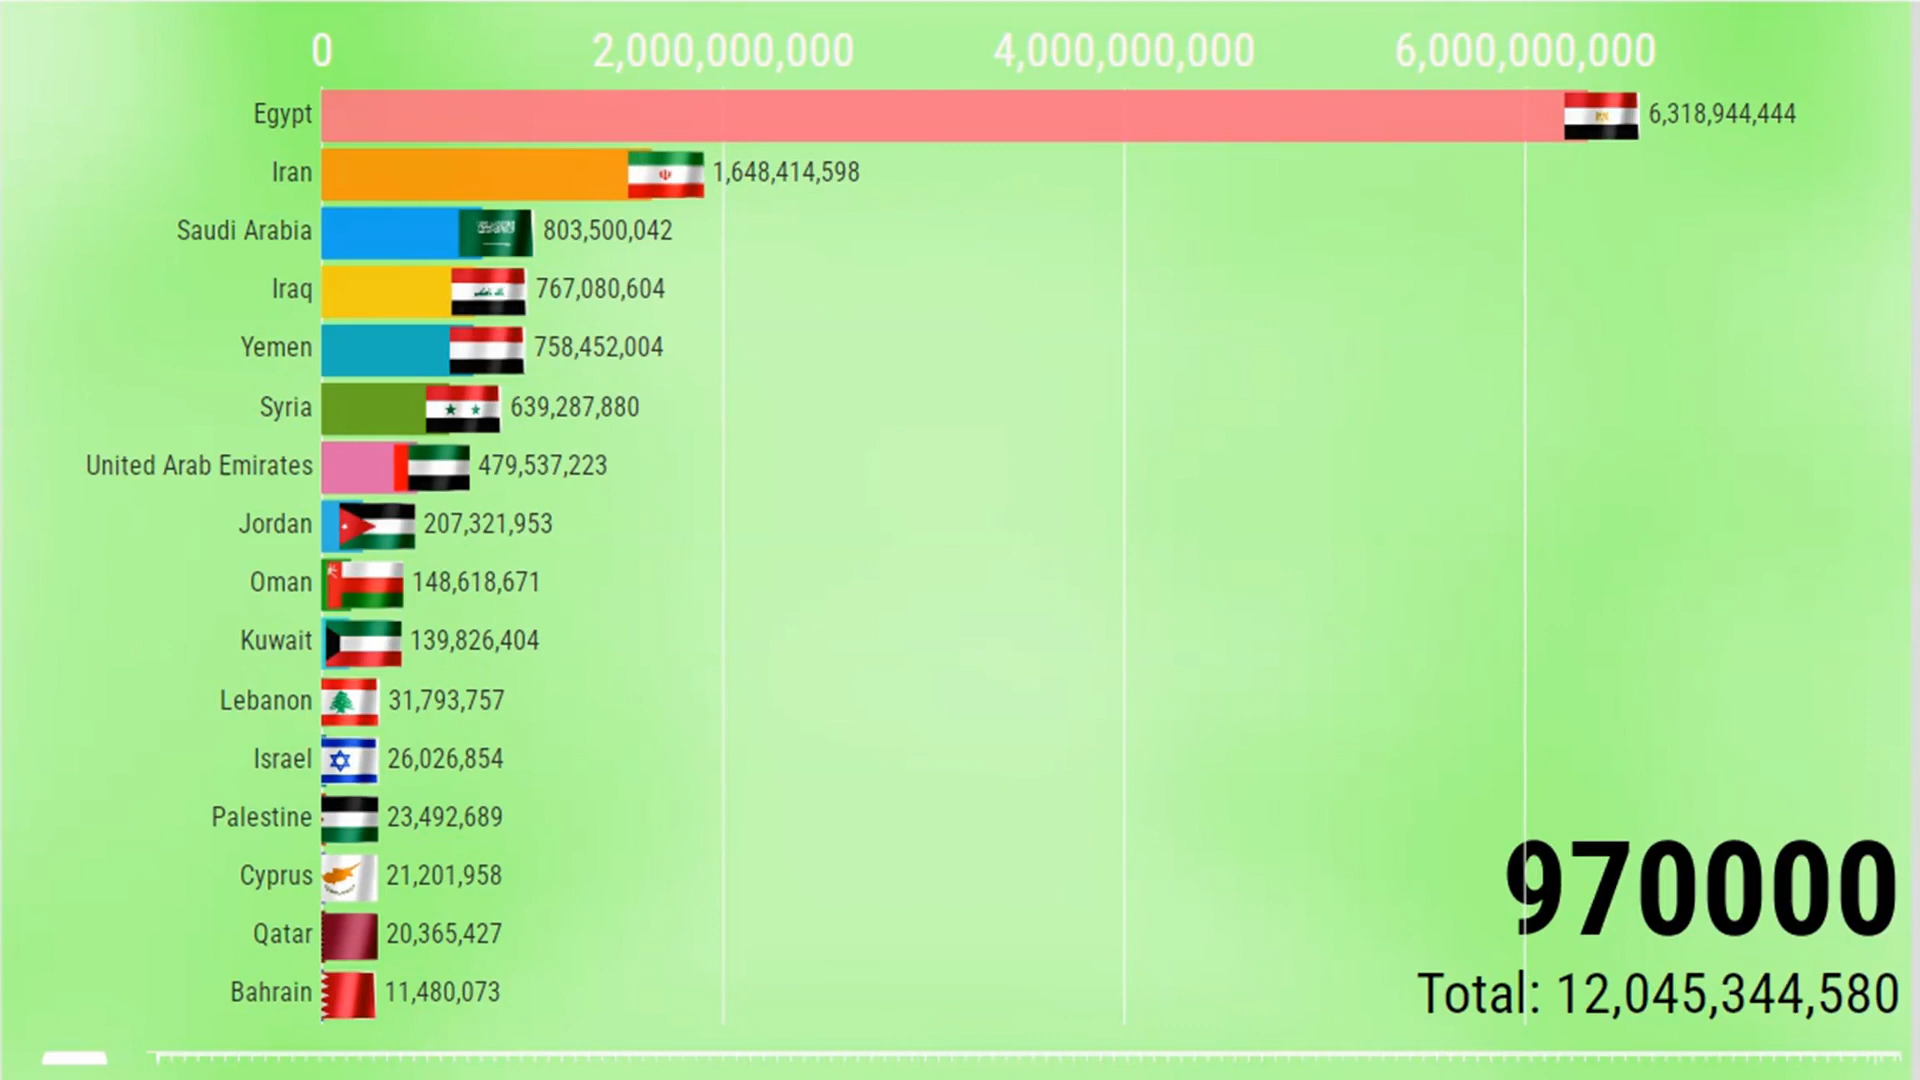 0 2,000,000,000 4,000,000,000 6,000,000,000
Egypt 6,318,944,444
Iran 1,648,414,598
Saudi Arabia 803,500,042
Iraq 767,080,604
Yemen 758,452,004
Syria 639,287,880
United Arab Emirates 479,537,223
Jordan 207,321,953
Oman 148,618,671
Kuwait 139,826,404
Lebanon 31,793,757
Israel 26,026,854
Palestine 23,492,689
Cyprus 21,201,958
Qatar 20,365,427
Bahrain 11,480,073
970000
Total: 12,045,344,580